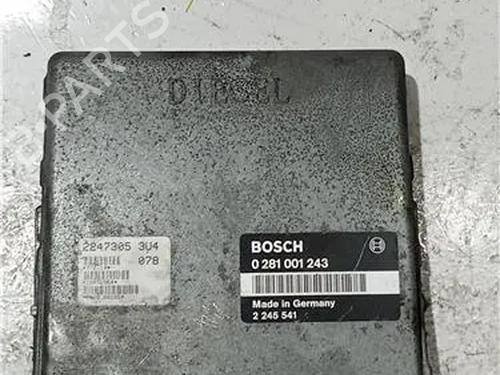 DIESEL
2247305 3U4
078
BOSCH
0 281 001 243
Made in Germany
2 245 541